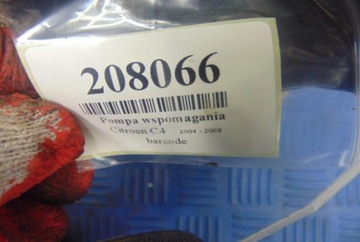 208066
Pompa wspomagania
Citroen C4 2004 - 2008
barcode